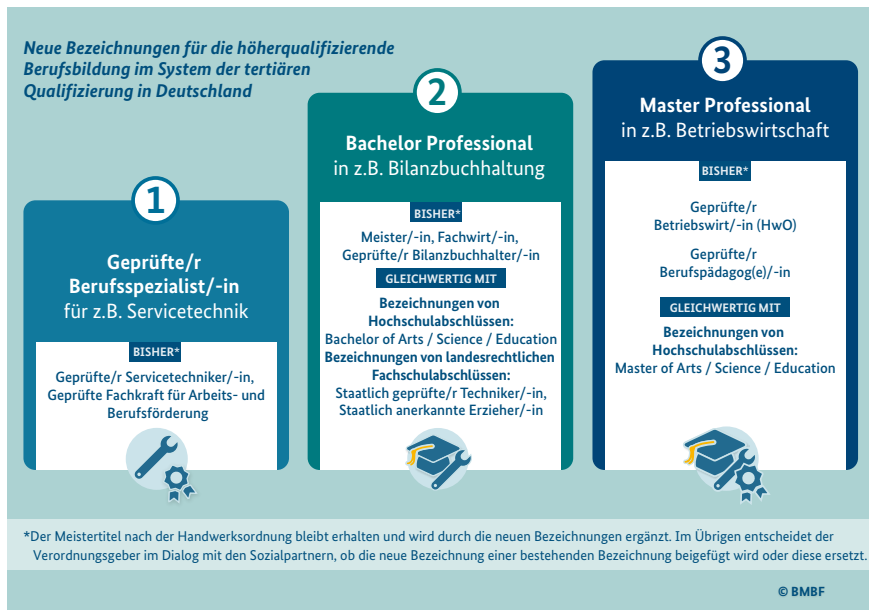 Neue Bezeichnungen für die höherqualifizierende
Berufsbildung im System der tertiären
Qualifizierung in Deutschland
1
Geprüfte/r
Berufsspezialist/-in
für z.B. Servicetechnik
BISHER*
Geprüfte/r Servicetechniker/-in,
Geprüfte Fachkraft für Arbeits- und
Berufsförderung
2
Bachelor Professional
in z.B. Bilanzbuchhaltung
BISHER*
Meister/-in, Fachwirt/-in,
Geprüfte/r Bilanzbuchhalter/-in
GLEICHWERTIG MIT
Bezeichnungen von
Hochschulabschlüssen:
Bachelor of Arts / Science / Education
Bezeichnungen von landesrechtlichen
Fachschulabschlüssen:
Staatlich geprüfte/r Techniker/-in,
Staatlich anerkannte Erzieher/-in
3
Master Professional
in z.B. Betriebswirtschaft
BISHER*
Geprüfte/r
Betriebswirt/-in (HwO)
Geprüfte/r
Berufspädagog(e)/-in
GLEICHWERTIG MIT
Bezeichnungen von
Hochschulabschlüssen:
Master of Arts / Science / Education
*Der Meistertitel nach der Handwerksordnung bleibt erhalten und wird durch die neuen Bezeichnungen ergänzt. Im Übrigen entscheidet der
Verordnungsgeber im Dialog mit den Sozialpartnern, ob die neue Bezeichnung einer bestehenden Bezeichnung beigefügt wird oder diese ersetzt.
© BMBF